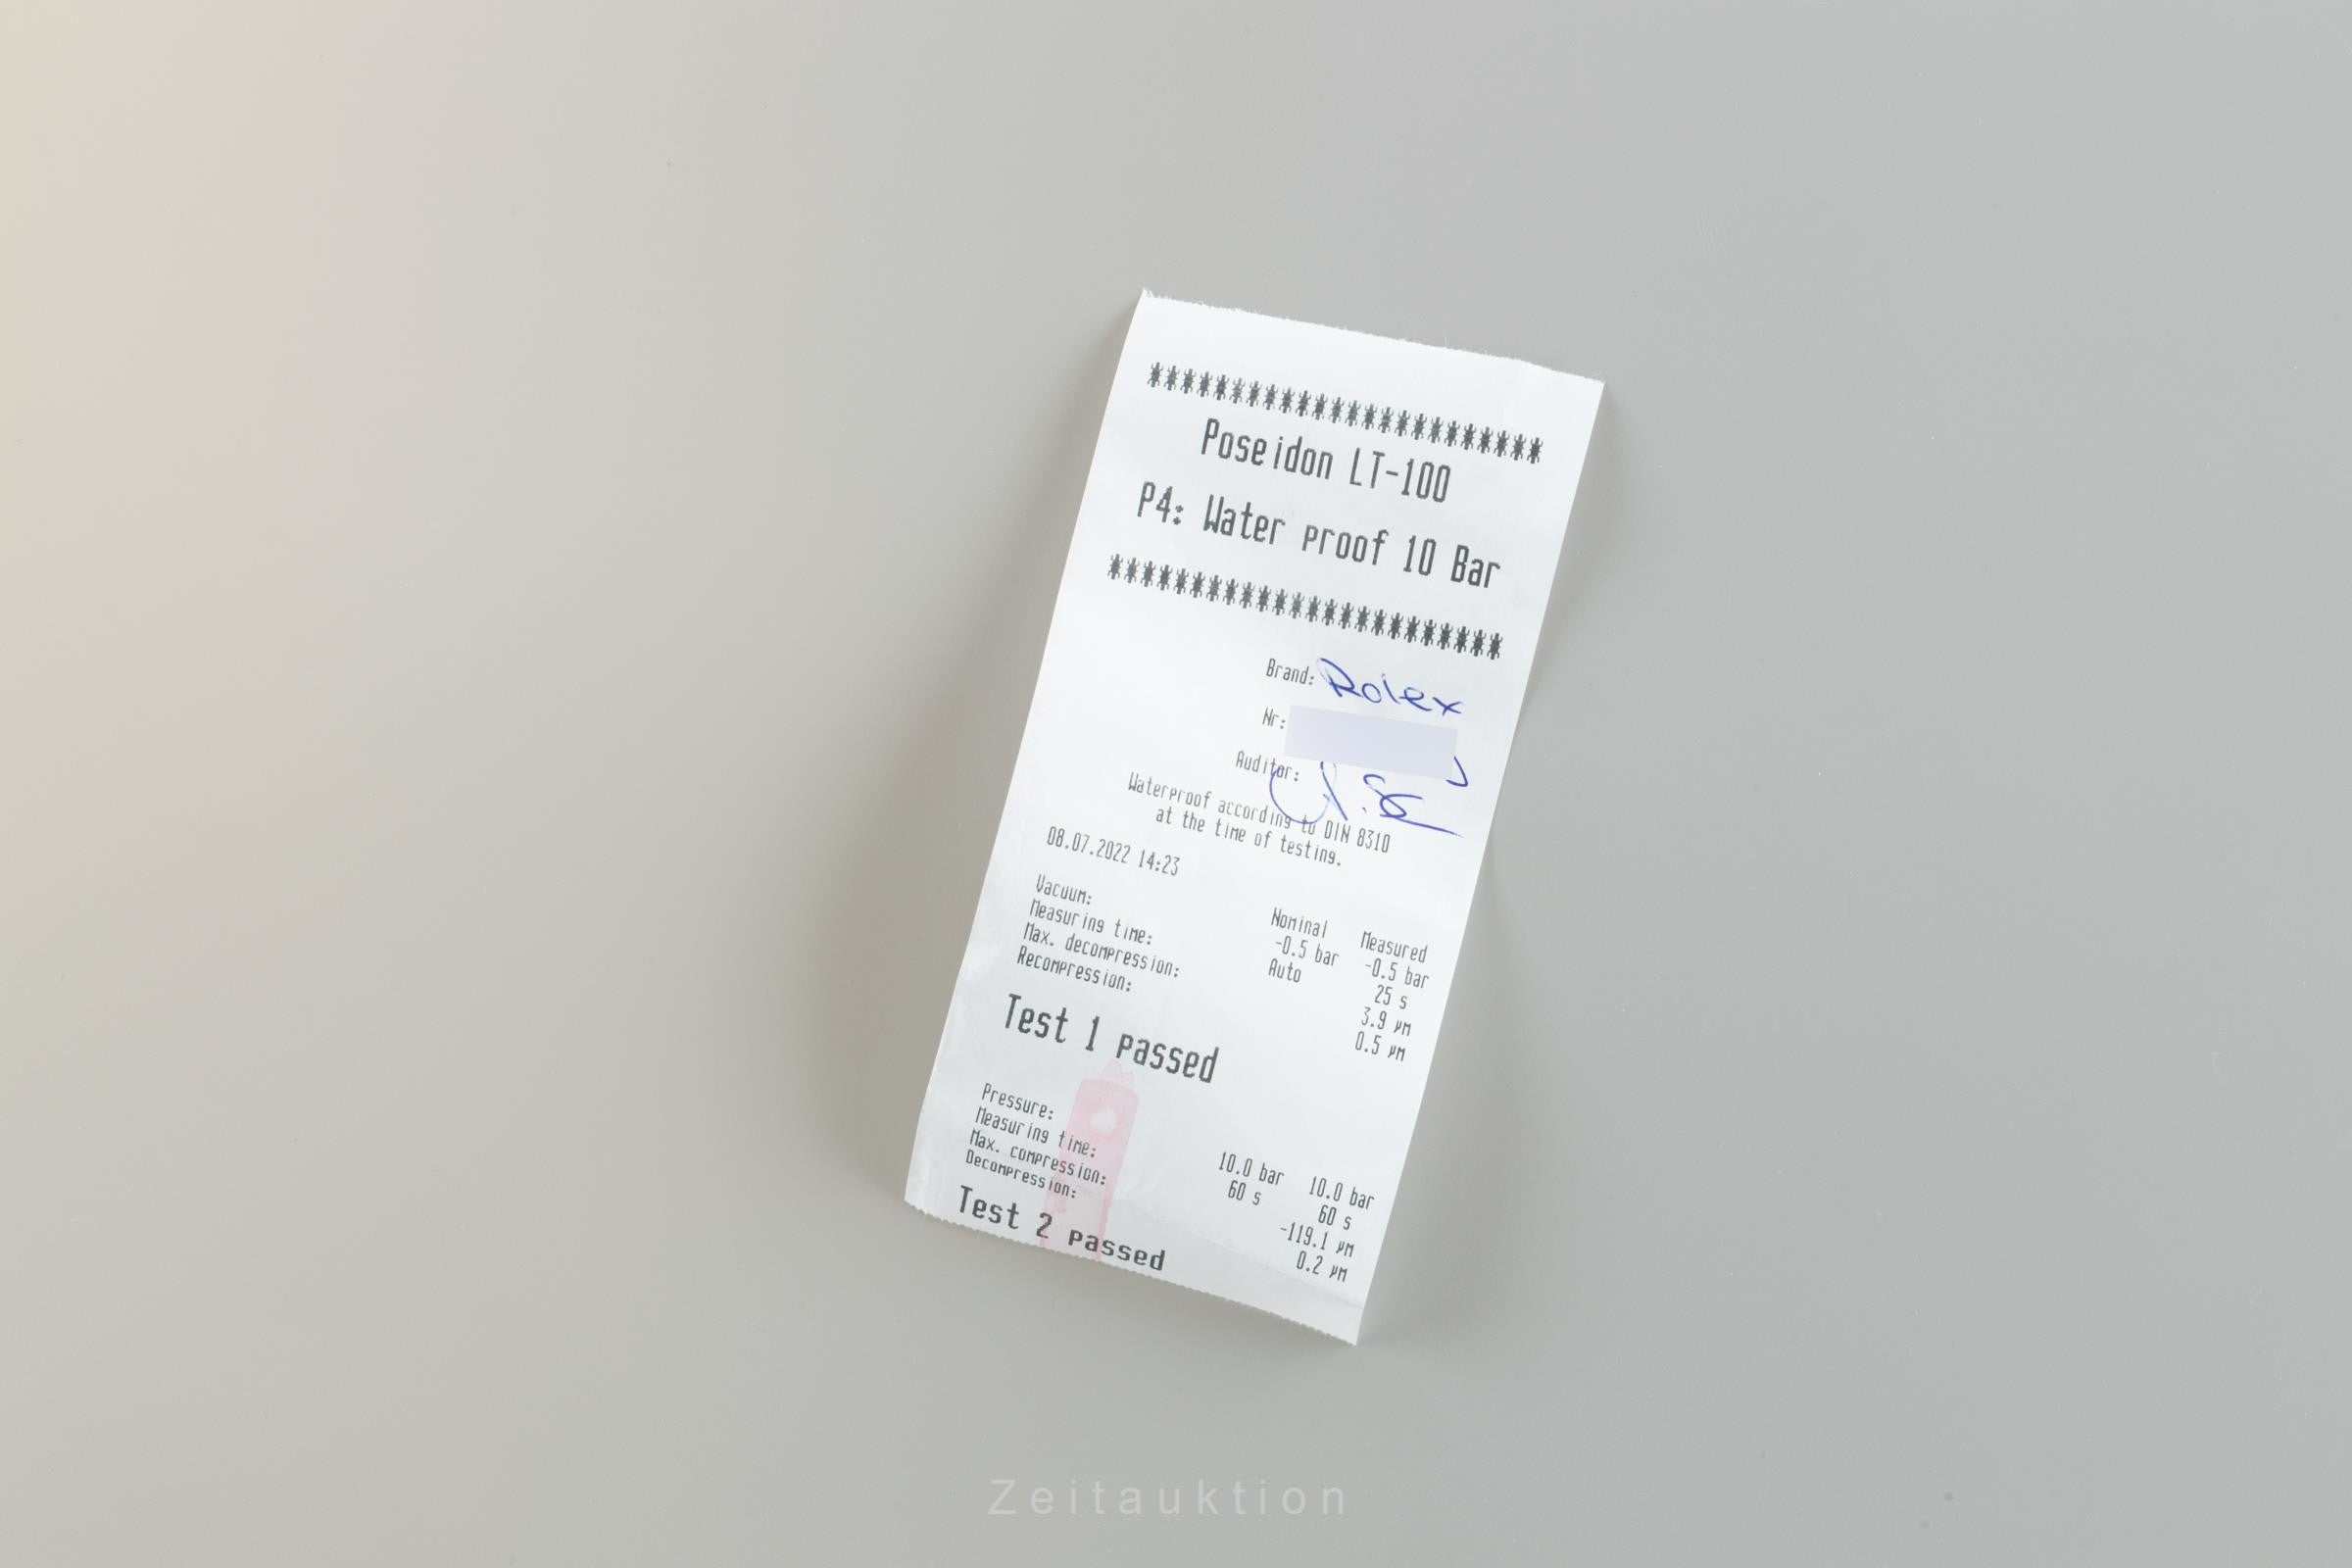 ************************
Poseidon LT-100
P4: Water proof 10 Bar
************************
Brand: Rolex
Nr:
Auditor:
Waterproof according to DIN 8310
at the time of testing.
08.07.2022 14:23
Nominal Measured
Vacuum: -0.5 bar -0.5 bar
Measuring time: Auto 25 s
Max. decompression: 3.9 µm
Recompression: 0.5 µm
Test 1 passed
Pressure: 10.0 bar 10.0 bar
Measuring time: 60 s 60 s
Max. compression: -119.1 µm
Decompression: 0.2 µm
Test 2 passed
Zeitauktion